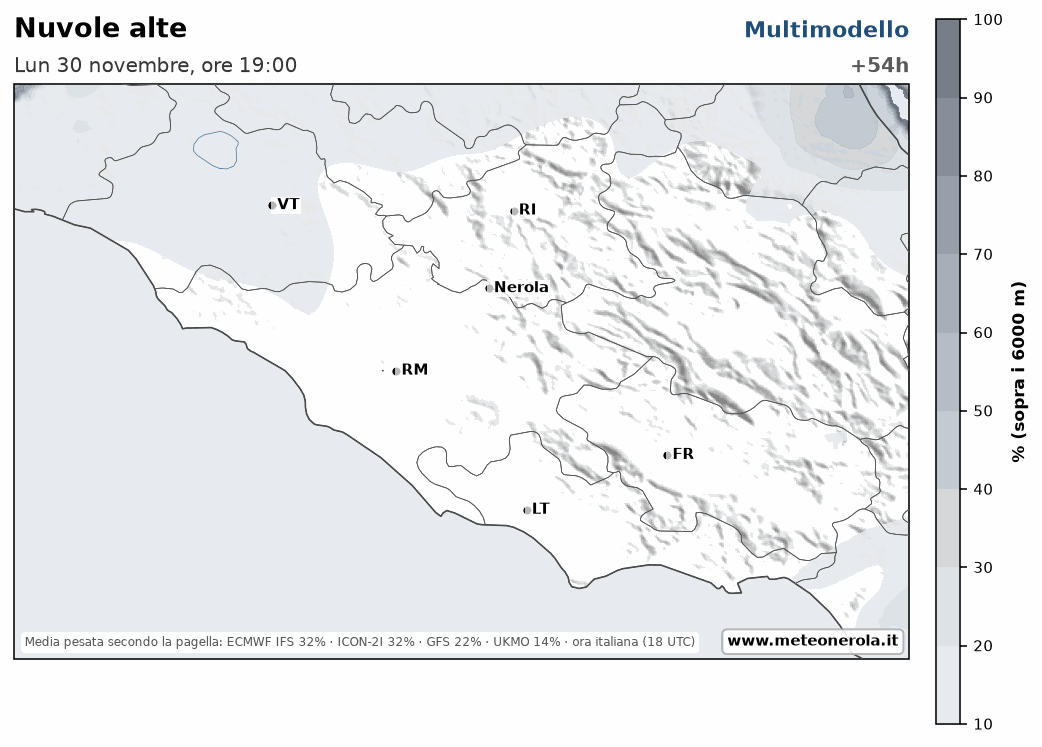 Nuvole alte
Multimodello
Lun 30 novembre, ore 19:00
+54h
VT
RI
Nerola
RM
FR
LT
Media pesata secondo la pagella: ECMWF IFS 32% · ICON-2I 32% · GFS 22% · UKMO 14% · ora italiana (18 UTC)
www.meteonerola.it
100
90
80
70
60
50
40
30
20
10
% (sopra i 6000 m)